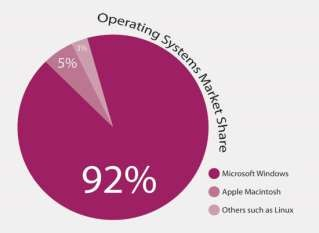 Operating Systems Market Share
3%
5%
92%
Microsoft Windows
Apple Macintosh
Others such as Linux